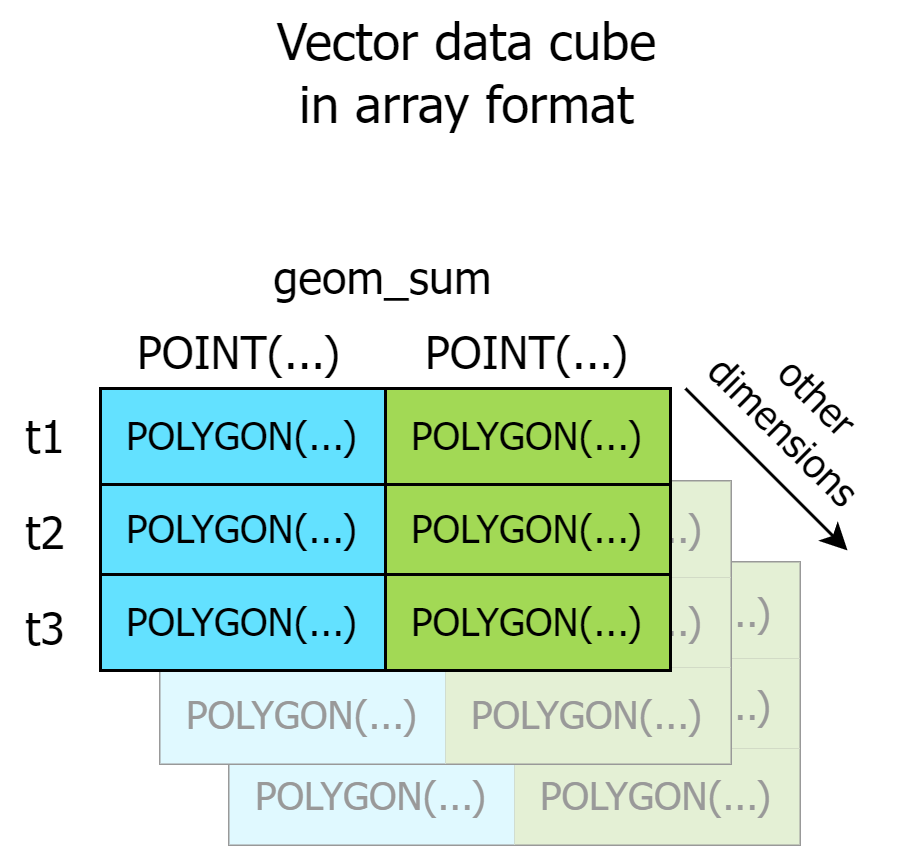 Vector data cube
in array format
geom_sum
POINT(...) POINT(...)
other
dimensions
t1 POLYGON(...) POLYGON(...)
t2 POLYGON(...) POLYGON(...) ..)
t3 POLYGON(...) POLYGON(...) ..) ..)
POLYGON(...) POLYGON(...) ..)
POLYGON(...) POLYGON(...)